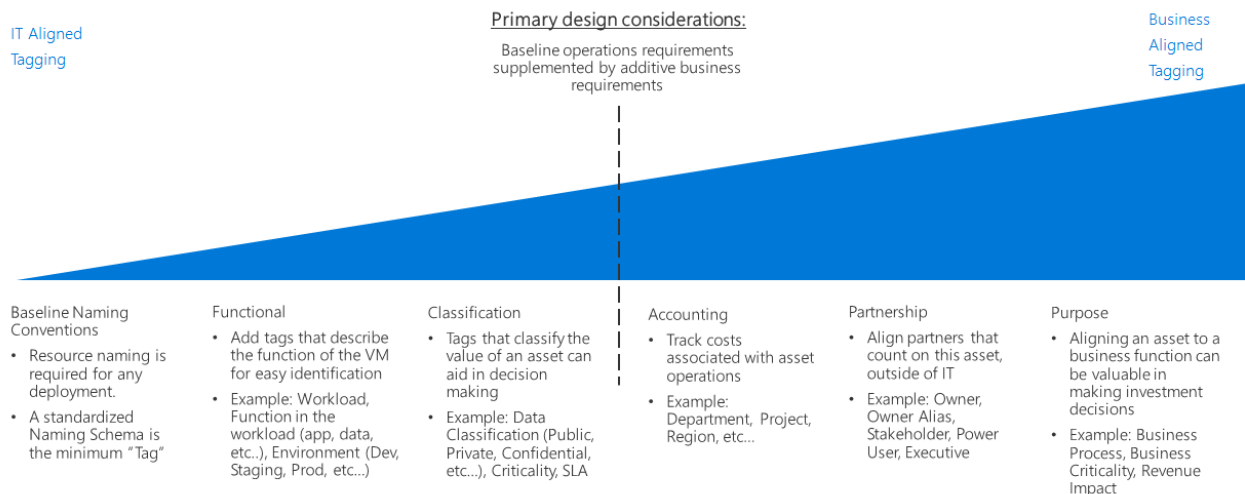 IT Aligned
Tagging
Primary design considerations:
Baseline operations requirements
supplemented by additive business
requirements
Business
Aligned
Tagging
Baseline Naming
Conventions
• Resource naming is
required for any
deployment.
• A standardized
Naming Schema is
the minimum "Tag"
Functional
• Add tags that describe
the function of the VM
for easy identification
• Example: Workload,
Function in the
workload (app, data,
etc..), Environment (Dev,
Staging, Prod, etc...)
Classification
• Tags that classify the
value of an asset can
aid in decision
making
• Example: Data
Classification (Public,
Private, Confidential,
etc...), Criticality, SLA
Accounting
• Track costs
associated with asset
operations
• Example:
Department, Project,
Region, etc...
Partnership
• Align partners that
count on this asset,
outside of IT
• Example: Owner,
Owner Alias,
Stakeholder, Power
User, Executive
Purpose
• Aligning an asset to a
business function can
be valuable in
making investment
decisions
• Example: Business
Process, Business
Criticality, Revenue
Impact